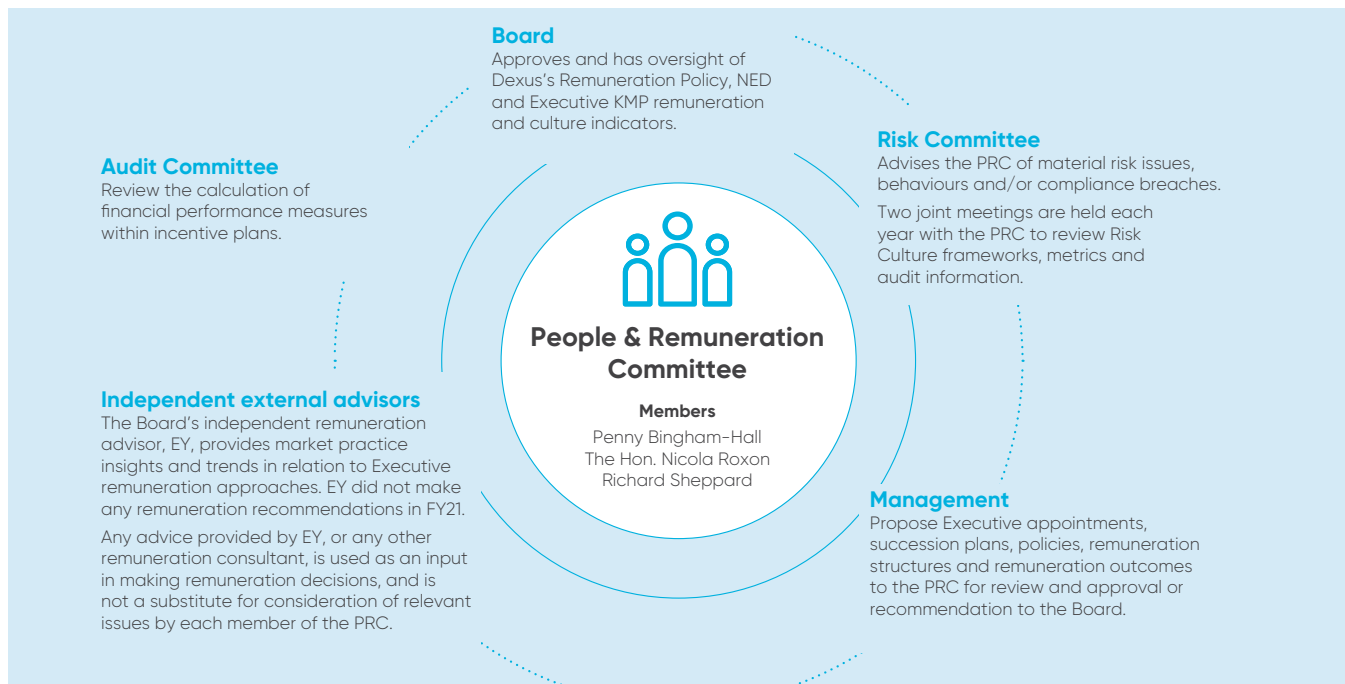 Board
Approves and has oversight of
Dexus's Remuneration Policy, NED
and Executive KMP remuneration
and culture indicators.
Audit Committee
Review the calculation of
financial performance measures
within incentive plans.
Risk Committee
Advises the PRC of material risk issues,
behaviours and/or compliance breaches.
Two joint meetings are held each
year with the PRC to review Risk
Culture frameworks, metrics and
audit information.
People & Remuneration
Committee
Members
Penny Bingham-Hall
The Hon. Nicola Roxon
Richard Sheppard
Independent external advisors
The Board's independent remuneration
advisor, EY, provides market practice
insights and trends in relation to Executive
remuneration approaches. EY did not make
any remuneration recommendations in FY21.
Any advice provided by EY, or any other
remuneration consultant, is used as an input
in making remuneration decisions, and is
not a substitute for consideration of relevant
issues by each member of the PRC.
Management
Propose Executive appointments,
succession plans, policies, remuneration
structures and remuneration outcomes
to the PRC for review and approval or
recommendation to the Board.